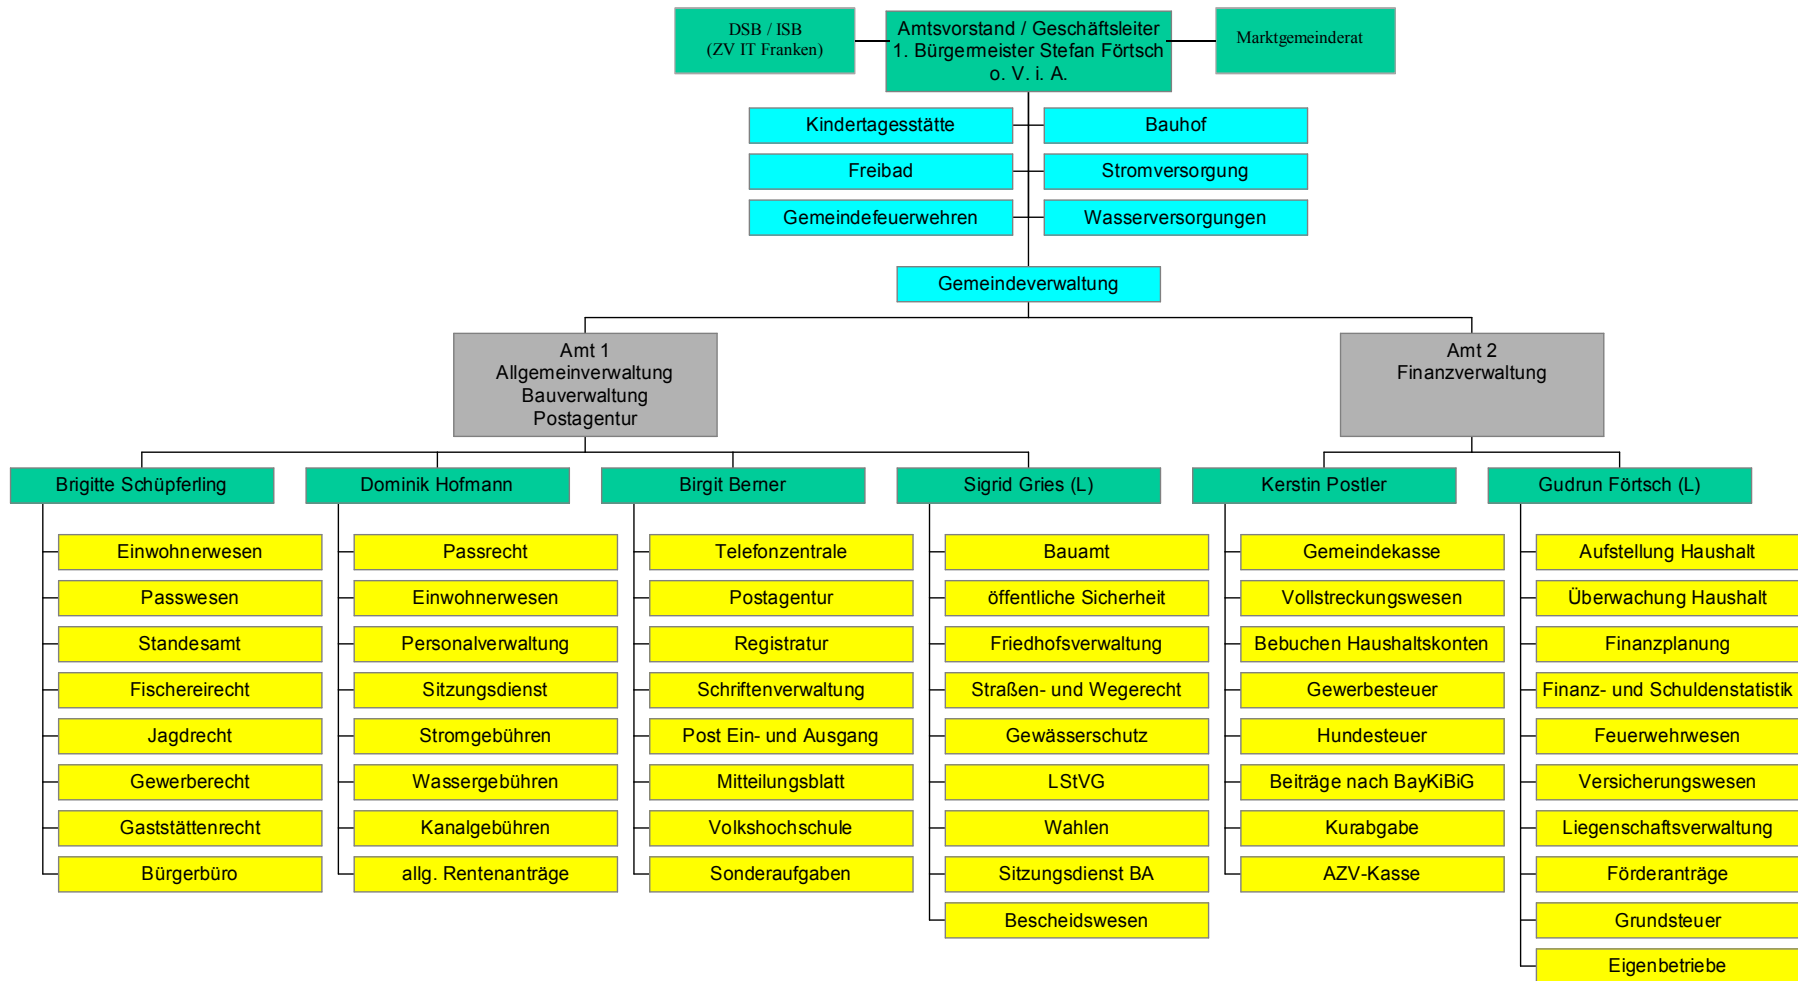 DSB / ISB
(ZV IT Franken)
Amtsvorstand / Geschäftsleiter
1. Bürgermeister Stefan Förtsch
o. V. i. A.
Marktgemeinderat
Kindertagesstätte
Bauhof
Freibad
Stromversorgung
Gemeindefeuerwehren
Wasserversorgungen
Gemeindeverwaltung
Amt 1
Allgemeinverwaltung
Bauverwaltung
Postagentur
Amt 2
Finanzverwaltung
Brigitte Schüpferling
Einwohnerwesen
Passwesen
Standesamt
Fischereirecht
Jagdrecht
Gewerberecht
Gaststättenrecht
Bürgerbüro
Dominik Hofmann
Passrecht
Einwohnerwesen
Personalverwaltung
Sitzungsdienst
Stromgebühren
Wassergebühren
Kanalgebühren
allg. Rentenanträge
Birgit Berner
Telefonzentrale
Postagentur
Registratur
Schriftenverwaltung
Post Ein- und Ausgang
Mitteilungsblatt
Volkshochschule
Sonderaufgaben
Sigrid Gries (L)
Bauamt
öffentliche Sicherheit
Friedhofsverwaltung
Straßen- und Wegerecht
Gewässerschutz
LStVG
Wahlen
Sitzungsdienst BA
Bescheidswesen
Kerstin Postler
Gemeindekasse
Vollstreckungswesen
Bebuchen Haushaltskonten
Gewerbesteuer
Hundesteuer
Beiträge nach BayKiBiG
Kurabgabe
AZV-Kasse
Gudrun Förtsch (L)
Aufstellung Haushalt
Überwachung Haushalt
Finanzplanung
Finanz- und Schuldenstatistik
Feuerwehrwesen
Versicherungswesen
Liegenschaftsverwaltung
Förderanträge
Grundsteuer
Eigenbetriebe